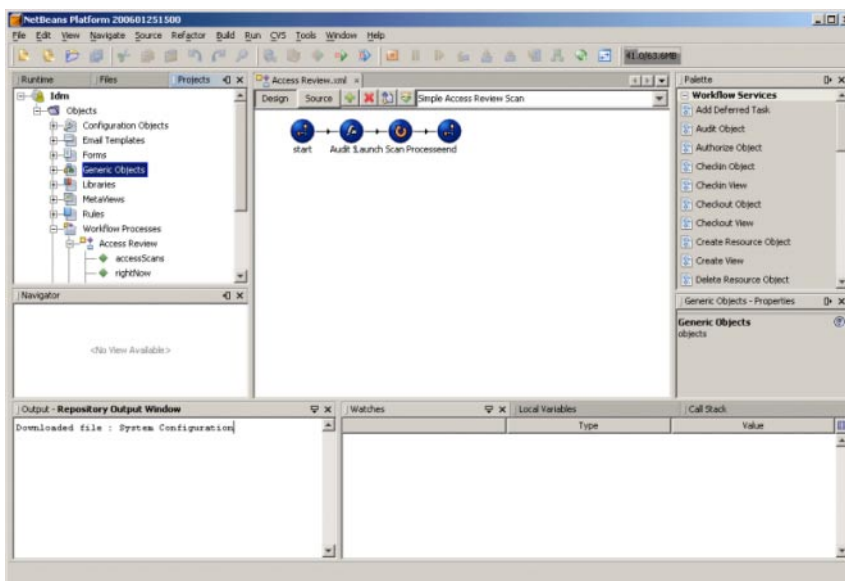 NetBeans Platform 200601251500
File Edit View Navigate Source Refactor Build Run CVS Tools Window Help
41.0/63.6MB
Runtime Files Projects
Idm
Objects
Configuration Objects
Email Templates
Forms
Generic Objects
Libraries
MetaViews
Rules
Workflow Processes
Access Review
accessScans
rightNow
Navigator
<No View Available>
Access Review.xml
Design Source Simple Access Review Scan
start Audit Launch Scan Processe end
Palette
Workflow Services
Add Deferred Task
Audit Object
Authorize Object
Checkin Object
Checkin View
Checkout Object
Checkout View
Create Resource Object
Create View
Delete Resource Object
Generic Objects - Properties
Generic Objects
objects
Output - Repository Output Window
Downloaded file : System Configuration
Watches Local Variables Call Stack
Type Value